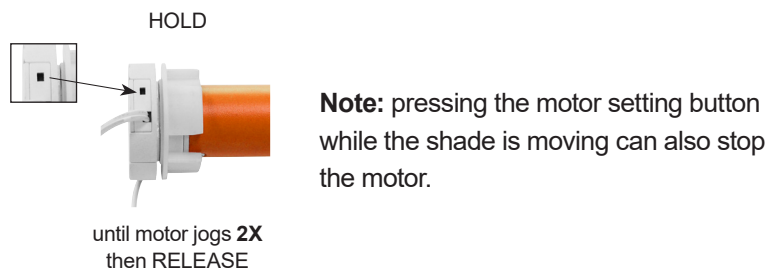 HOLD
Note: pressing the motor setting button
while the shade is moving can also stop
the motor.
until motor jogs 2X
then RELEASE